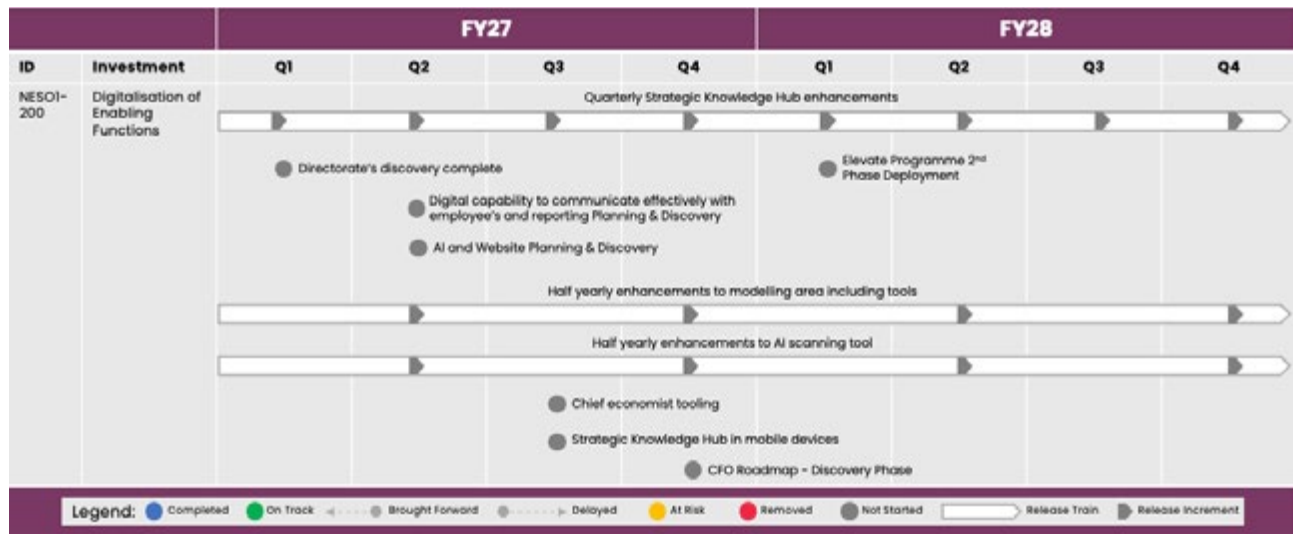 FY27 FY28
ID Investment Q1 Q2 Q3 Q4 Q1 Q2 Q3 Q4
NESO1-
200
Digitalisation of
Enabling
Functions
Quarterly Strategic Knowledge Hub enhancements
Directorate's discovery complete
Elevate Programme 2nd
Phase Deployment
Digital capability to communicate effectively with
employee's and reporting Planning & Discovery
AI and Website Planning & Discovery
Half yearly enhancements to modelling area including tools
Half yearly enhancements to AI scanning tool
Chief economist tooling
Strategic Knowledge Hub in mobile devices
CFO Roadmap - Discovery Phase
Legend: Completed On Track Brought Forward Delayed At Risk Removed Not Started Release Train Release Increment